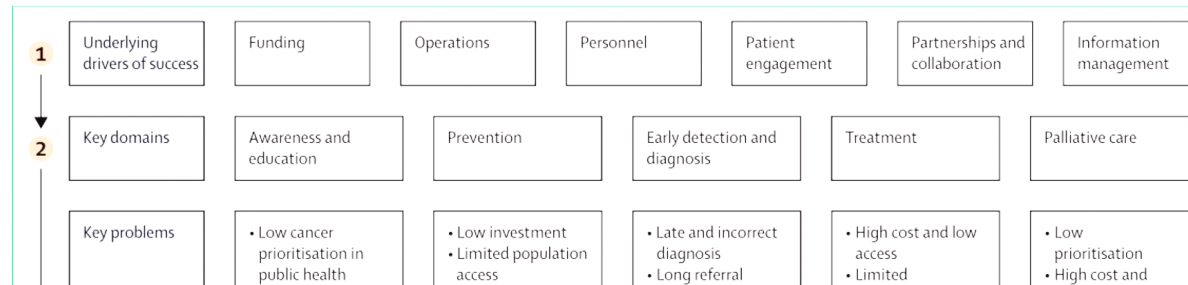 1
Underlying
drivers of success
Funding
Operations
Personnel
Patient
engagement
Partnerships and
collaboration
Information
management
2
Key domains
Awareness and
education
Prevention
Early detection and
diagnosis
Treatment
Palliative care
Key problems
• Low cancer
prioritisation in
public health
• Low investment
• Limited population
access
• Late and incorrect
diagnosis
• Long referral
• High cost and low
access
• Limited
• Low
prioritisation
• High cost and